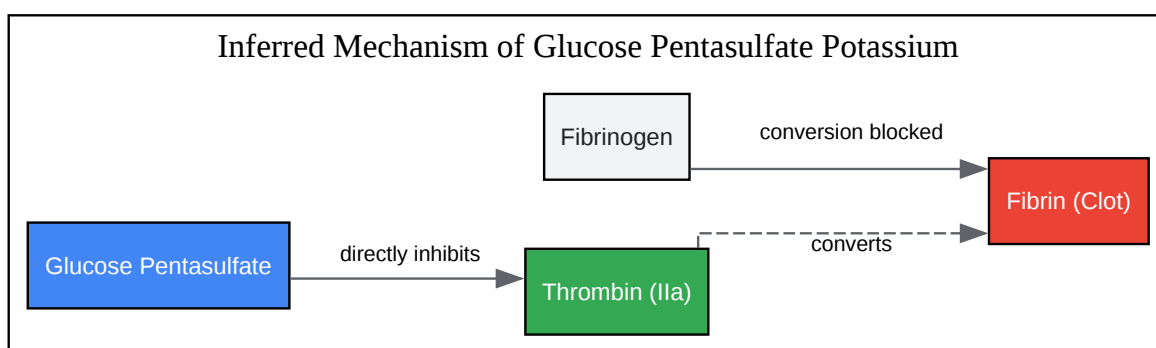 Inferred Mechanism of Glucose Pentasulfate Potassium
Fibrinogen
conversion blocked
Fibrin (Clot)
Glucose Pentasulfate
directly inhibits
Thrombin (IIa)
converts